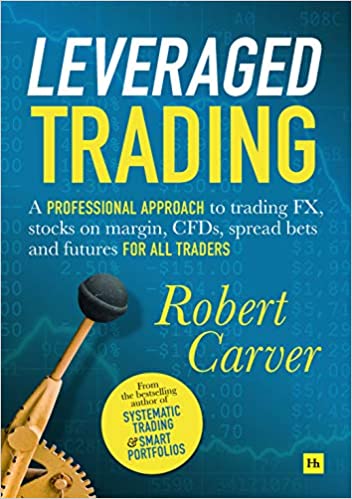 LEVERAGED
TRADING
A PROFESSIONAL APPROACH to trading FX,
stocks on margin, CFDs, spread bets
and futures FOR ALL TRADERS
Robert
Carver
From
the bestselling
author of
SYSTEMATIC
TRADING
& SMART
PORTFOLIOS
Hh